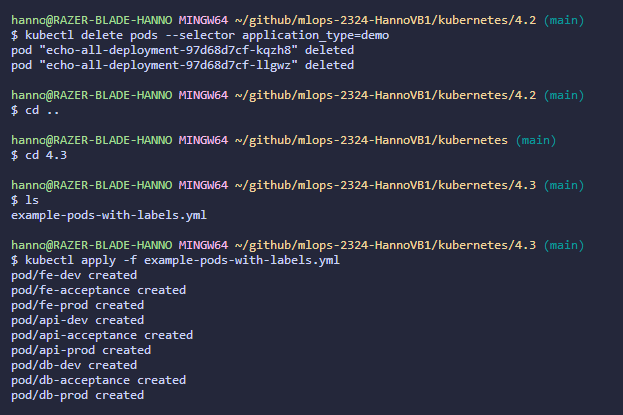 hanno@RAZER-BLADE-HANNO MINGW64 ~/github/mlops-2324-HannoVB1/kubernetes/4.2 (main)
$ kubectl delete pods --selector application_type=demo
pod "echo-all-deployment-97d68d7cf-kqzh8" deleted
pod "echo-all-deployment-97d68d7cf-llgwz" deleted
hanno@RAZER-BLADE-HANNO MINGW64 ~/github/mlops-2324-HannoVB1/kubernetes/4.2 (main)
$ cd ..
hanno@RAZER-BLADE-HANNO MINGW64 ~/github/mlops-2324-HannoVB1/kubernetes (main)
$ cd 4.3
hanno@RAZER-BLADE-HANNO MINGW64 ~/github/mlops-2324-HannoVB1/kubernetes/4.3 (main)
$ ls
example-pods-with-labels.yml
hanno@RAZER-BLADE-HANNO MINGW64 ~/github/mlops-2324-HannoVB1/kubernetes/4.3 (main)
$ kubectl apply -f example-pods-with-labels.yml
pod/fe-dev created
pod/fe-acceptance created
pod/fe-prod created
pod/api-dev created
pod/api-acceptance created
pod/api-prod created
pod/db-dev created
pod/db-acceptance created
pod/db-prod created